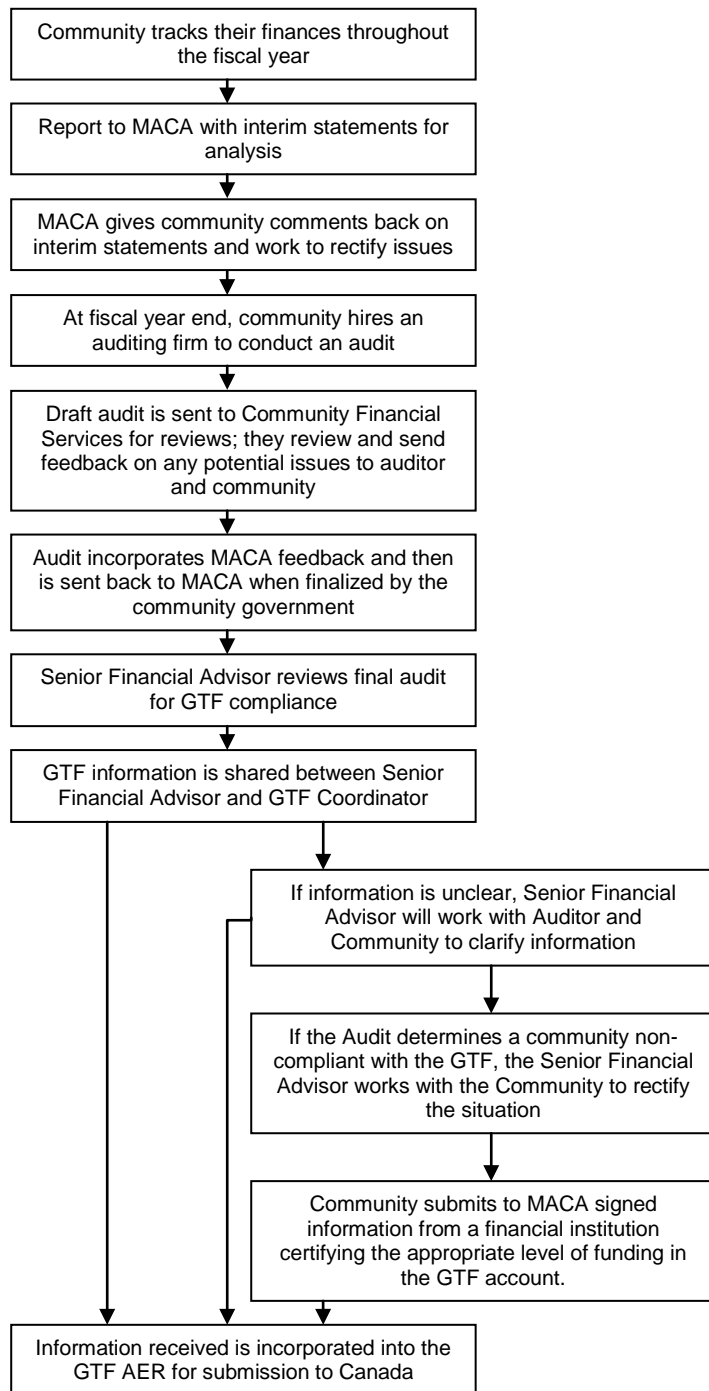 Community tracks their finances throughout
the fiscal year
Report to MACA with interim statements for
analysis
MACA gives community comments back on
interim statements and work to rectify issues
At fiscal year end, community hires an
auditing firm to conduct an audit
Draft audit is sent to Community Financial
Services for reviews; they review and send
feedback on any potential issues to auditor
and community
Audit incorporates MACA feedback and then
is sent back to MACA when finalized by the
community government
Senior Financial Advisor reviews final audit
for GTF compliance
GTF information is shared between Senior
Financial Advisor and GTF Coordinator
If information is unclear, Senior Financial
Advisor will work with Auditor and
Community to clarify information
If the Audit determines a community non-
compliant with the GTF, the Senior Financial
Advisor works with the Community to rectify
the situation
Community submits to MACA signed
information from a financial institution
certifying the appropriate level of funding in
the GTF account.
Information received is incorporated into the
GTF AER for submission to Canada